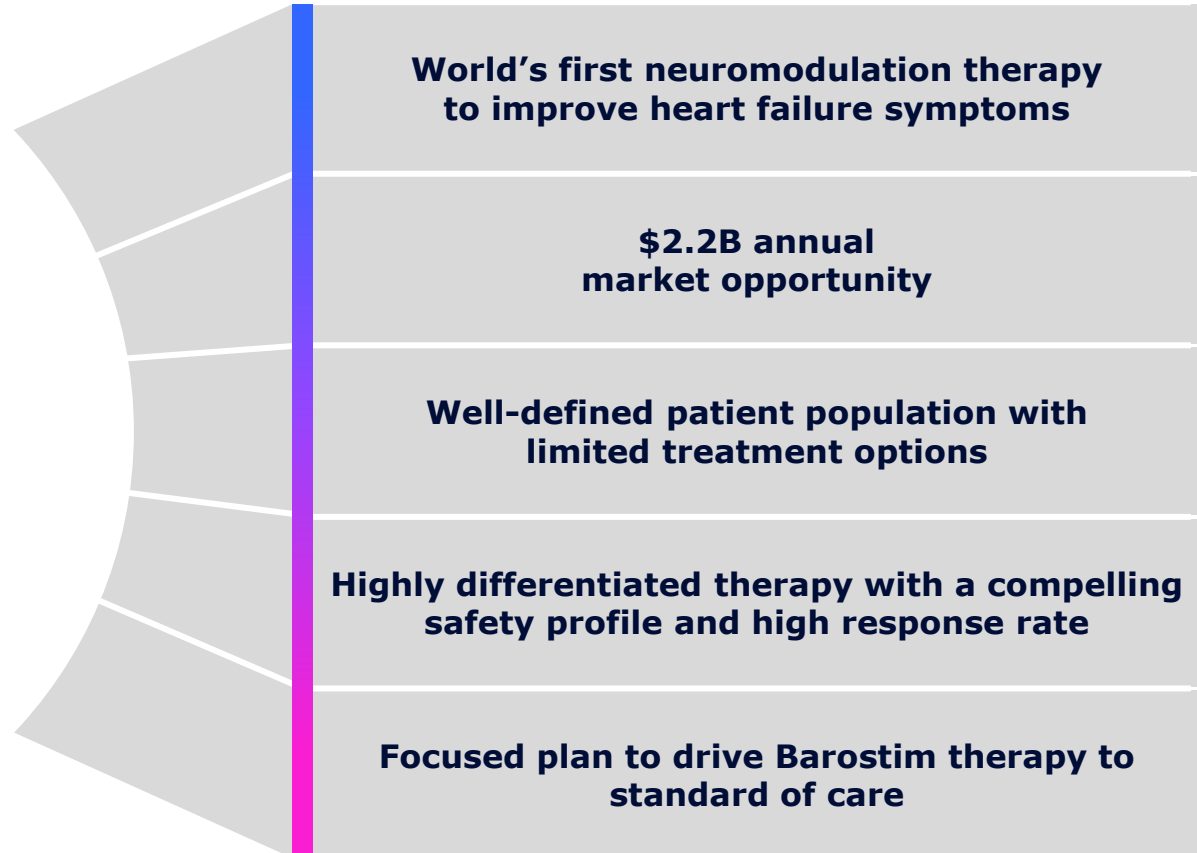 World’s first neuromodulation therapy
to improve heart failure symptoms
$2.2B annual
market opportunity
Well-defined patient population with
limited treatment options
Highly differentiated therapy with a compelling
safety profile and high response rate
Focused plan to drive Barostim therapy to
standard of care